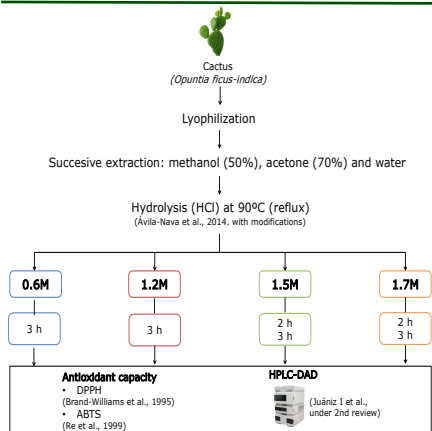 Cactus
(Opuntia ficus-indica)
Lyophilization
Succesive extraction: methanol (50%), acetone (70%) and water
Hydrolysis (HCl) at 90ºC (reflux)
(Ávila-Nava et al., 2014. with modifications)
0.6M
1.2M
1.5M
1.7M
3 h
3 h
2 h
3 h
2 h
3 h
Antioxidant capacity
• DPPH
(Brand-Williams et al., 1995)
• ABTS
(Re et al., 1999)
HPLC-DAD
(Juániz I et al.,
under 2nd review)